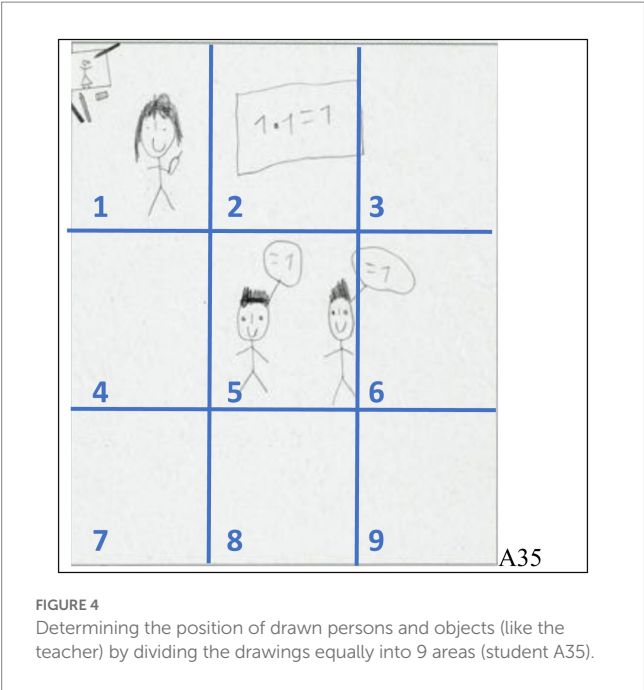 1·1=1
1 2 3
=1 =1
4 5 6
7 8 9
A35
FIGURE 4
Determining the position of drawn persons and objects (like the
teacher) by dividing the drawings equally into 9 areas (student A35).